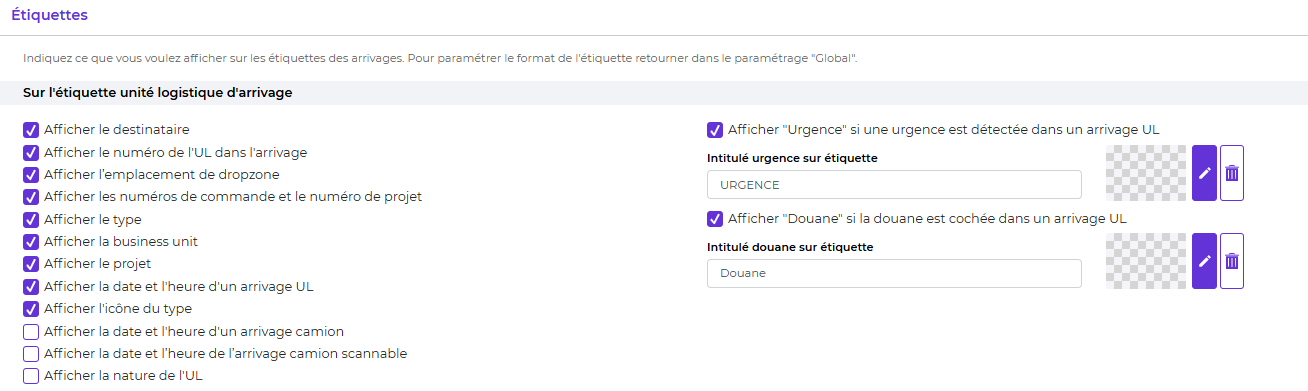 Étiquettes
Indiquez ce que vous voulez afficher sur les étiquettes des arrivages. Pour paramétrer le format de l'étiquette retourner dans le paramétrage "Global".
Sur l'étiquette unité logistique d'arrivage
Afficher le destinataire
Afficher le numéro de l'UL dans l'arrivage
Afficher l'emplacement de dropzone
Afficher les numéros de commande et le numéro de projet
Afficher le type
Afficher la business unit
Afficher le projet
Afficher la date et l'heure d'un arrivage UL
Afficher l'icône du type
Afficher la date et l'heure d'un arrivage camion
Afficher la date et l'heure de l'arrivage camion scannable
Afficher la nature de l'UL
Afficher "Urgence" si une urgence est détectée dans un arrivage UL
Intitulé urgence sur étiquette
URGENCE
Afficher "Douane" si la douane est cochée dans un arrivage UL
Intitulé douane sur étiquette
Douane